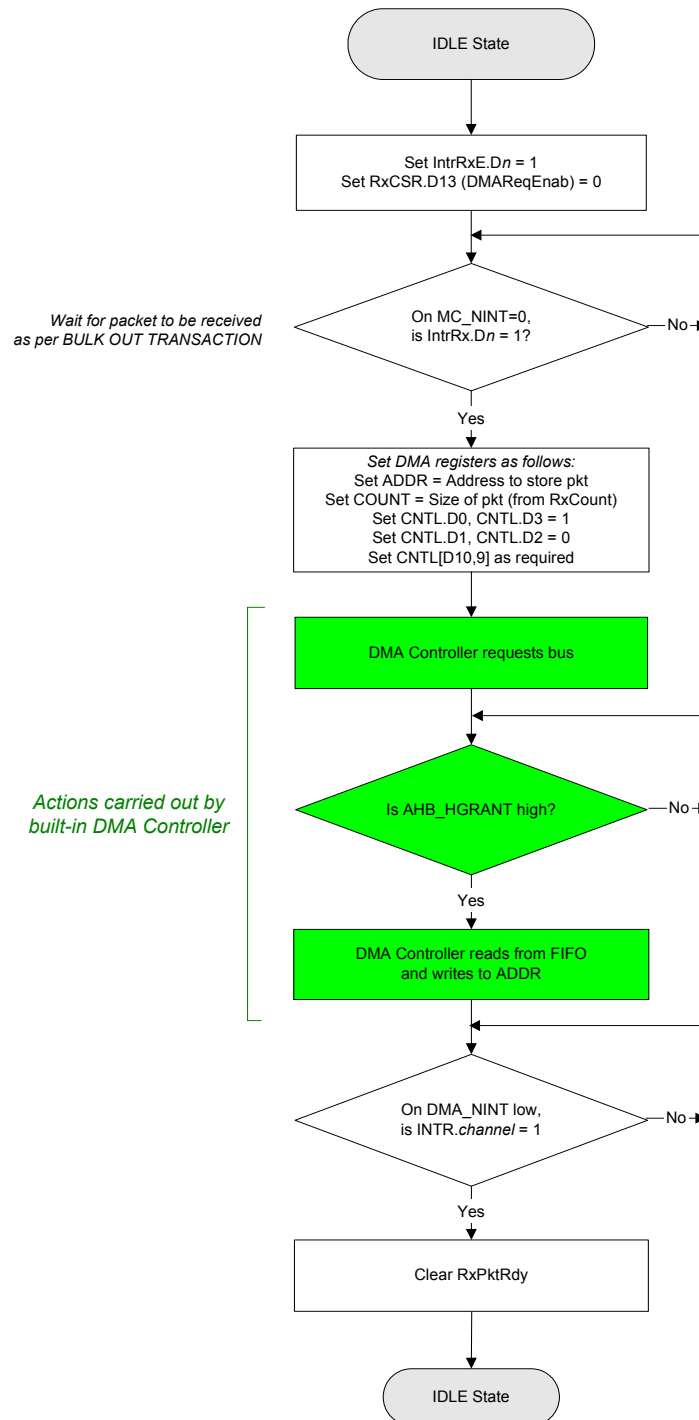 IDLE State
Set IntrRxE.Dn = 1
Set RxCSR.D13 (DMAReqEnab) = 0
Wait for packet to be received
as per BULK OUT TRANSACTION
On MC_NINT=0,
is IntrRx.Dn = 1?
No
Yes
Set DMA registers as follows:
Set ADDR = Address to store pkt
Set COUNT = Size of pkt (from RxCount)
Set CNTL.D0, CNTL.D3 = 1
Set CNTL.D1, CNTL.D2 = 0
Set CNTL[D10,9] as required
DMA Controller requests bus
Actions carried out by
built-in DMA Controller
Is AHB_HGRANT high?
No
Yes
DMA Controller reads from FIFO
and writes to ADDR
On DMA_NINT low,
is INTR.channel = 1
No
Yes
Clear RxPktRdy
IDLE State